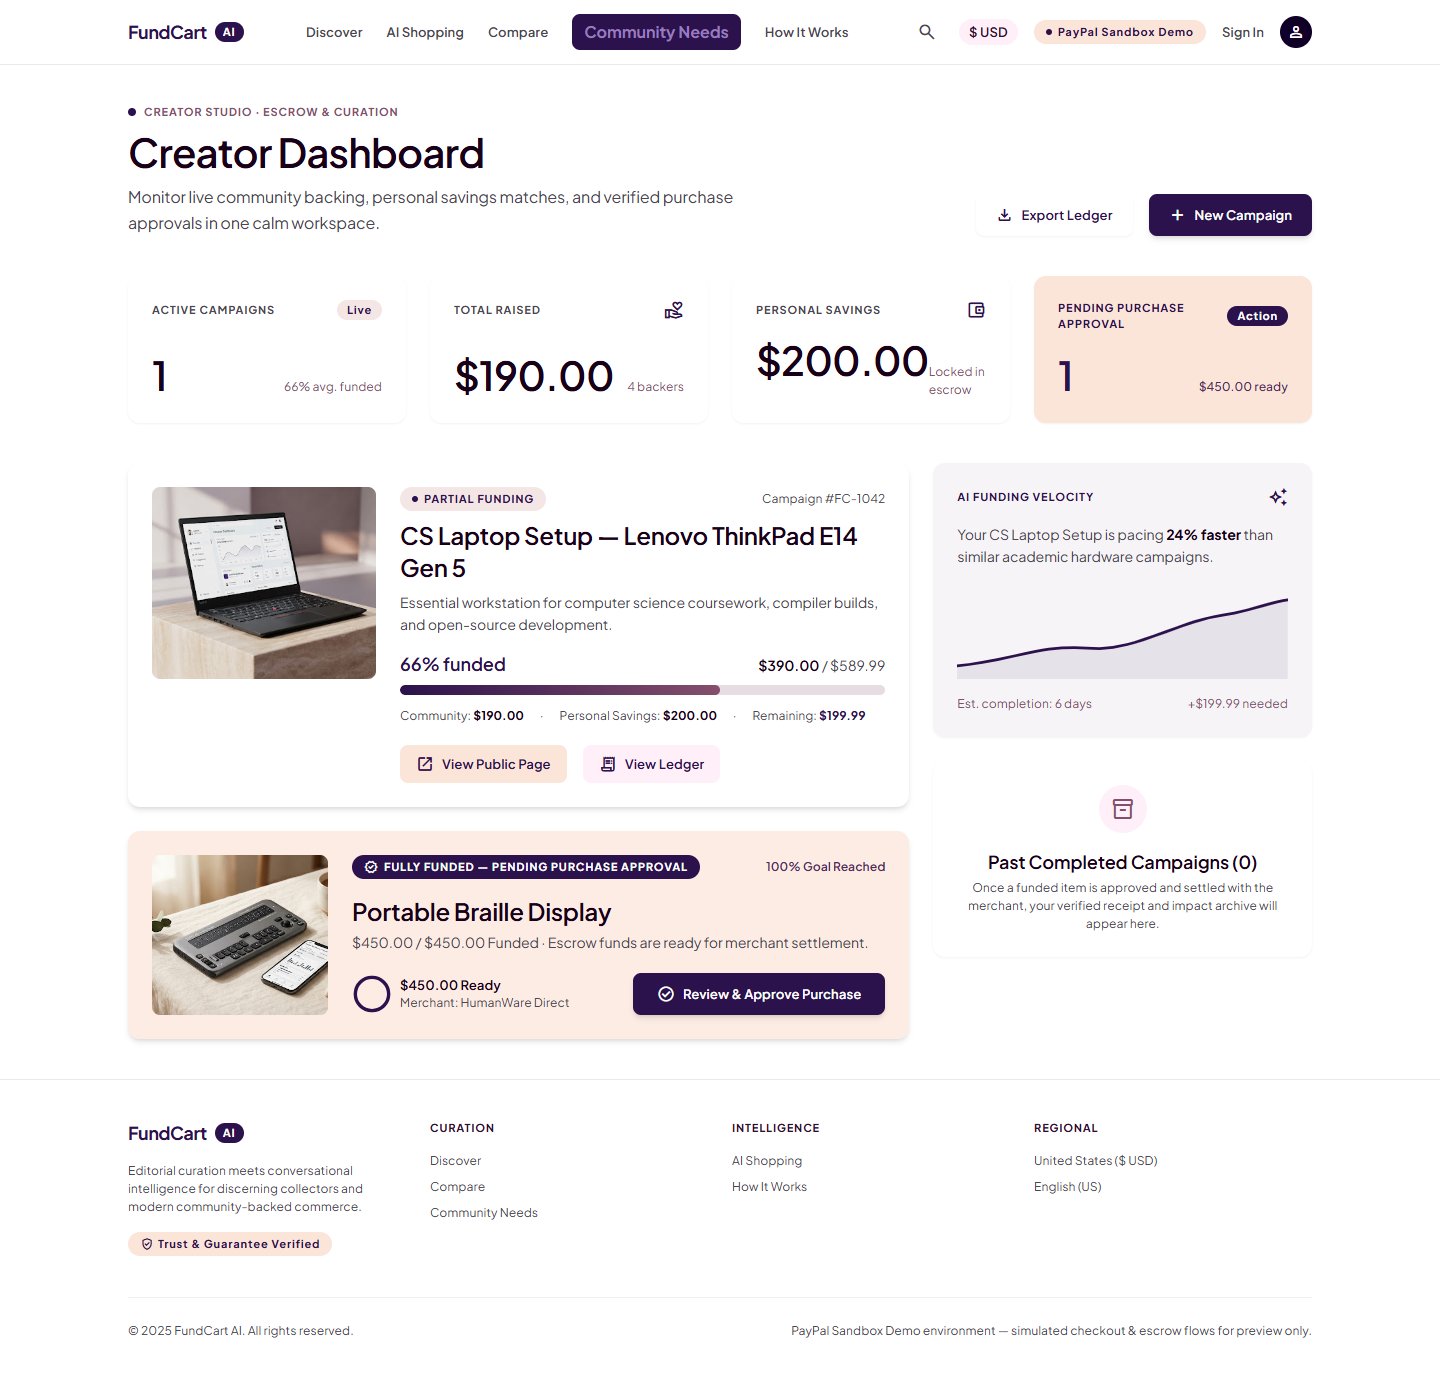 FundCart AI
Discover
AI Shopping
Compare
Community Needs
How It Works
$ USD
PayPal Sandbox Demo
Sign In
CREATOR STUDIO · ESCROW & CURATION
Creator Dashboard
Monitor live community backing, personal savings matches, and verified purchase
approvals in one calm workspace.
Export Ledger
New Campaign
ACTIVE CAMPAIGNS
Live
1
66% avg. funded
TOTAL RAISED
$190.00
4 backers
PERSONAL SAVINGS
$200.00
Locked in
escrow
PENDING PURCHASE
APPROVAL
Action
1
$450.00 ready
PARTIAL FUNDING
Campaign #FC-1042
CS Laptop Setup — Lenovo ThinkPad E14
Gen 5
Essential workstation for computer science coursework, compiler builds,
and open-source development.
66% funded
$390.00 / $589.99
Community: $190.00 · Personal Savings: $200.00 · Remaining: $199.99
View Public Page
View Ledger
AI FUNDING VELOCITY
Your CS Laptop Setup is pacing 24% faster than
similar academic hardware campaigns.
Est. completion: 6 days
+$199.99 needed
Past Completed Campaigns (0)
Once a funded item is approved and settled with the
merchant, your verified receipt and impact archive will
appear here.
FULLY FUNDED — PENDING PURCHASE APPROVAL
100% Goal Reached
Portable Braille Display
$450.00 / $450.00 Funded · Escrow funds are ready for merchant settlement.
$450.00 Ready
Merchant: HumanWare Direct
Review & Approve Purchase
FundCart AI
Editorial curation meets conversational
intelligence for discerning collectors and
modern community-backed commerce.
Trust & Guarantee Verified
CURATION
Discover
Compare
Community Needs
INTELLIGENCE
AI Shopping
How It Works
REGIONAL
United States ($ USD)
English (US)
© 2025 FundCart AI. All rights reserved.
PayPal Sandbox Demo environment — simulated checkout & escrow flows for preview only.